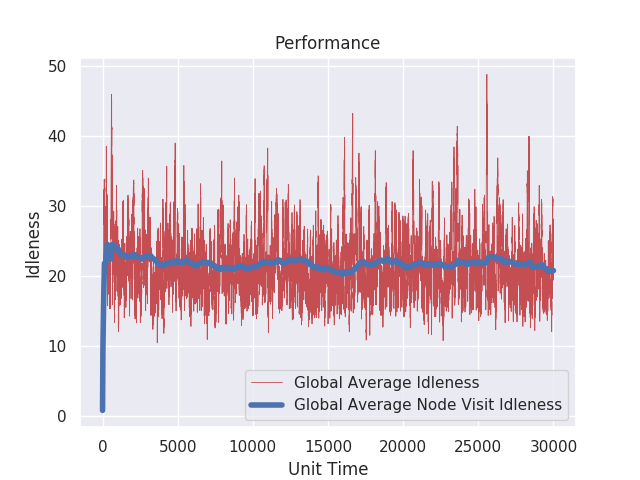 Performance
50
40
30
20
10
0
Idleness
Global Average Idleness
Global Average Node Visit Idleness
0 5000 10000 15000 20000 25000 30000
Unit Time